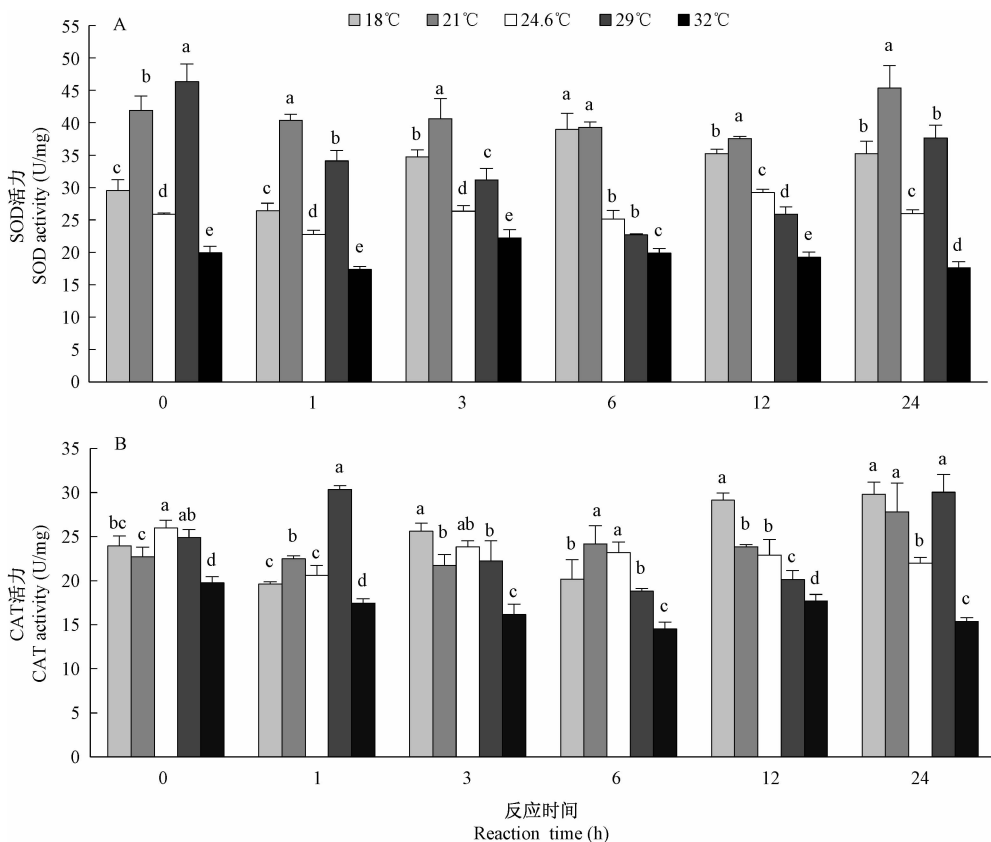 A
18℃ 21℃ 24.6℃ 29℃ 32℃
SOD活力
SOD activity (U/mg)
55
50
45
40
35
30
25
20
15
10
5
0
c b d a e
c a d b e
b a d c e
a a b b c
b a c d e
b a c b d
0 1 3 6 12 24
B
CAT活力
CAT activity (U/mg)
35
30
25
20
15
10
5
0
bc c a ab d
c b c a d
a b ab b c
b a a b c
a b b c d
a a b a c
0 1 3 6 12 24
反应时间
Reaction time (h)